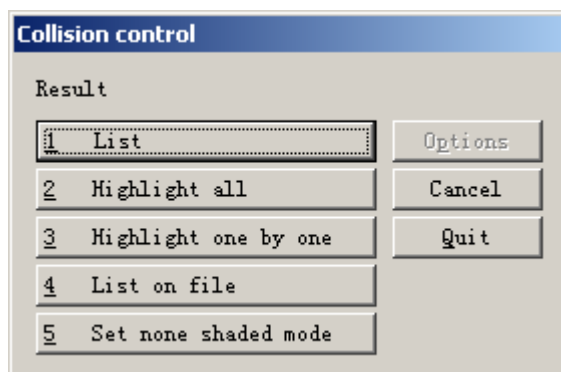 Collision control
Result
1 List
Options
2 Highlight all
Cancel
3 Highlight one by one
Quit
4 List on file
5 Set none shaded mode